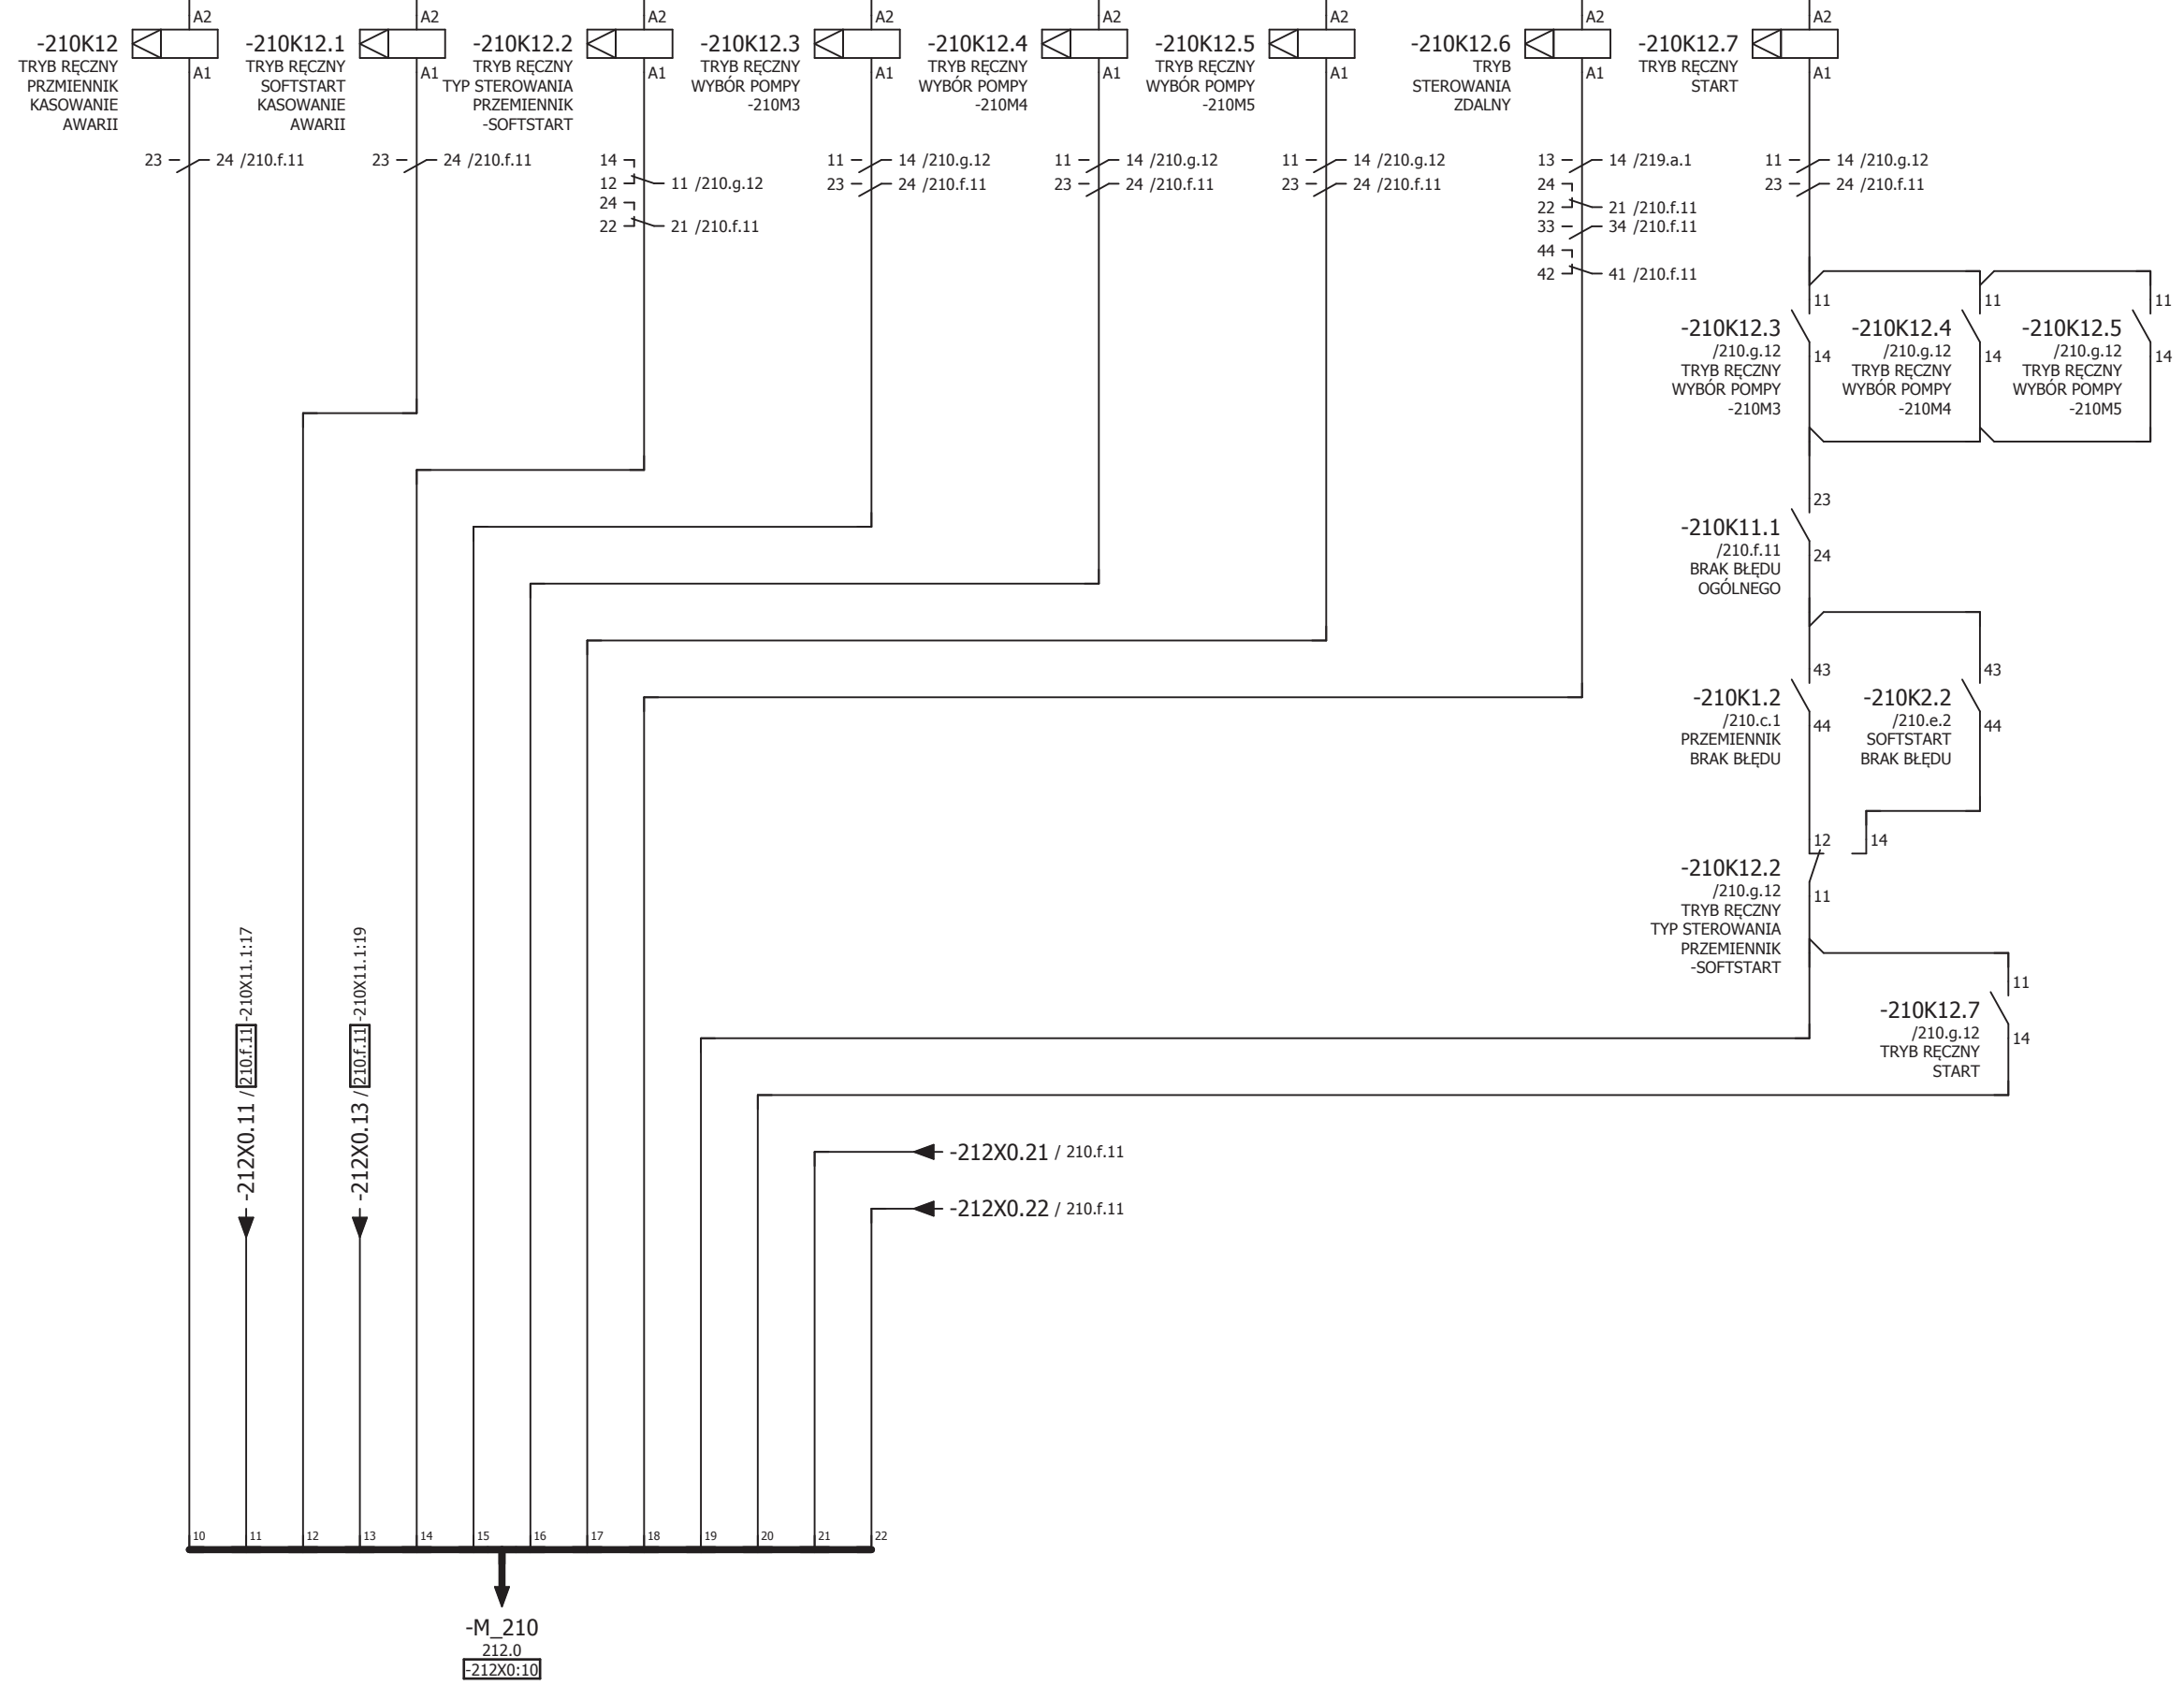 A2
-210K12
TRYB RĘCZNY
PRZMIENNIK
KASOWANIE
AWARII
A1
23
24 /210.f.11
A2
-210K12.1
TRYB RĘCZNY
SOFTSTART
KASOWANIE
AWARII
A1
23
24 /210.f.11
A2
-210K12.2
TRYB RĘCZNY
TYP STEROWANIA
PRZEMIENNIK
-SOFTSTART
A1
14
12
11 /210.g.12
24
22
21 /210.f.11
A2
-210K12.3
TRYB RĘCZNY
WYBÓR POMPY
-210M3
A1
11
14 /210.g.12
23
24 /210.f.11
A2
-210K12.4
TRYB RĘCZNY
WYBÓR POMPY
-210M4
A1
11
14 /210.g.12
23
24 /210.f.11
A2
-210K12.5
TRYB RĘCZNY
WYBÓR POMPY
-210M5
A1
11
14 /210.g.12
23
24 /210.f.11
A2
-210K12.6
TRYB
STEROWANIA
ZDALNY
A1
13
14 /219.a.1
24
22
21 /210.f.11
33
34 /210.f.11
44
42
41 /210.f.11
A2
-210K12.7
TRYB RĘCZNY
START
A1
11
14 /210.g.12
23
24 /210.f.11
11
-210K12.3
/210.g.12
TRYB RĘCZNY
WYBÓR POMPY
-210M3
14
11
-210K12.4
/210.g.12
TRYB RĘCZNY
WYBÓR POMPY
-210M4
14
11
-210K12.5
/210.g.12
TRYB RĘCZNY
WYBÓR POMPY
-210M5
14
23
-210K11.1
/210.f.11
BRAK BŁĘDU
OGÓLNEGO
24
43
-210K1.2
/210.c.1
PRZEMIENNIK
BRAK BŁĘDU
44
43
-210K2.2
/210.e.2
SOFTSTART
BRAK BŁĘDU
44
12
14
-210K12.2
/210.g.12
TRYB RĘCZNY
TYP STEROWANIA
PRZEMIENNIK
-SOFTSTART
11
11
-210K12.7
/210.g.12
TRYB RĘCZNY
START
14
-212X0.11 / 210.f.11 -210X11.1:17
-212X0.13 / 210.f.11 -210X11.1:19
-212X0.21 / 210.f.11
-212X0.22 / 210.f.11
10
11
12
13
14
15
16
17
18
19
20
21
22
-M_210
212.0
-212X0:10